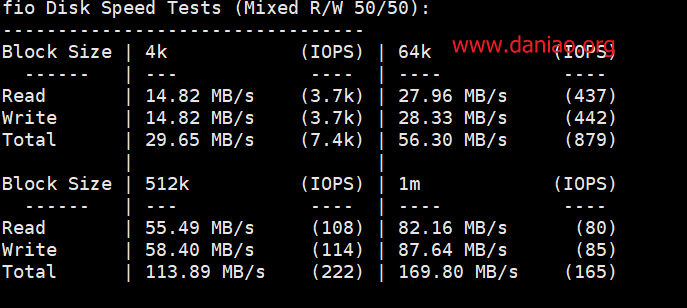 fio Disk Speed Tests (Mixed R/W 50/50):
---------------------------------
Block Size | 4k (IOPS) | 64k (IOPS)
www.daniao.org
------ | --- ---- | ---- ----
Read | 14.82 MB/s (3.7k) | 27.96 MB/s (437)
Write | 14.82 MB/s (3.7k) | 28.33 MB/s (442)
Total | 29.65 MB/s (7.4k) | 56.30 MB/s (879)
| |
Block Size | 512k (IOPS) | 1m (IOPS)
------ | --- ---- | --- ----
Read | 55.49 MB/s (108) | 82.16 MB/s (80)
Write | 58.40 MB/s (114) | 87.64 MB/s (85)
Total | 113.89 MB/s (222) | 169.80 MB/s (165)